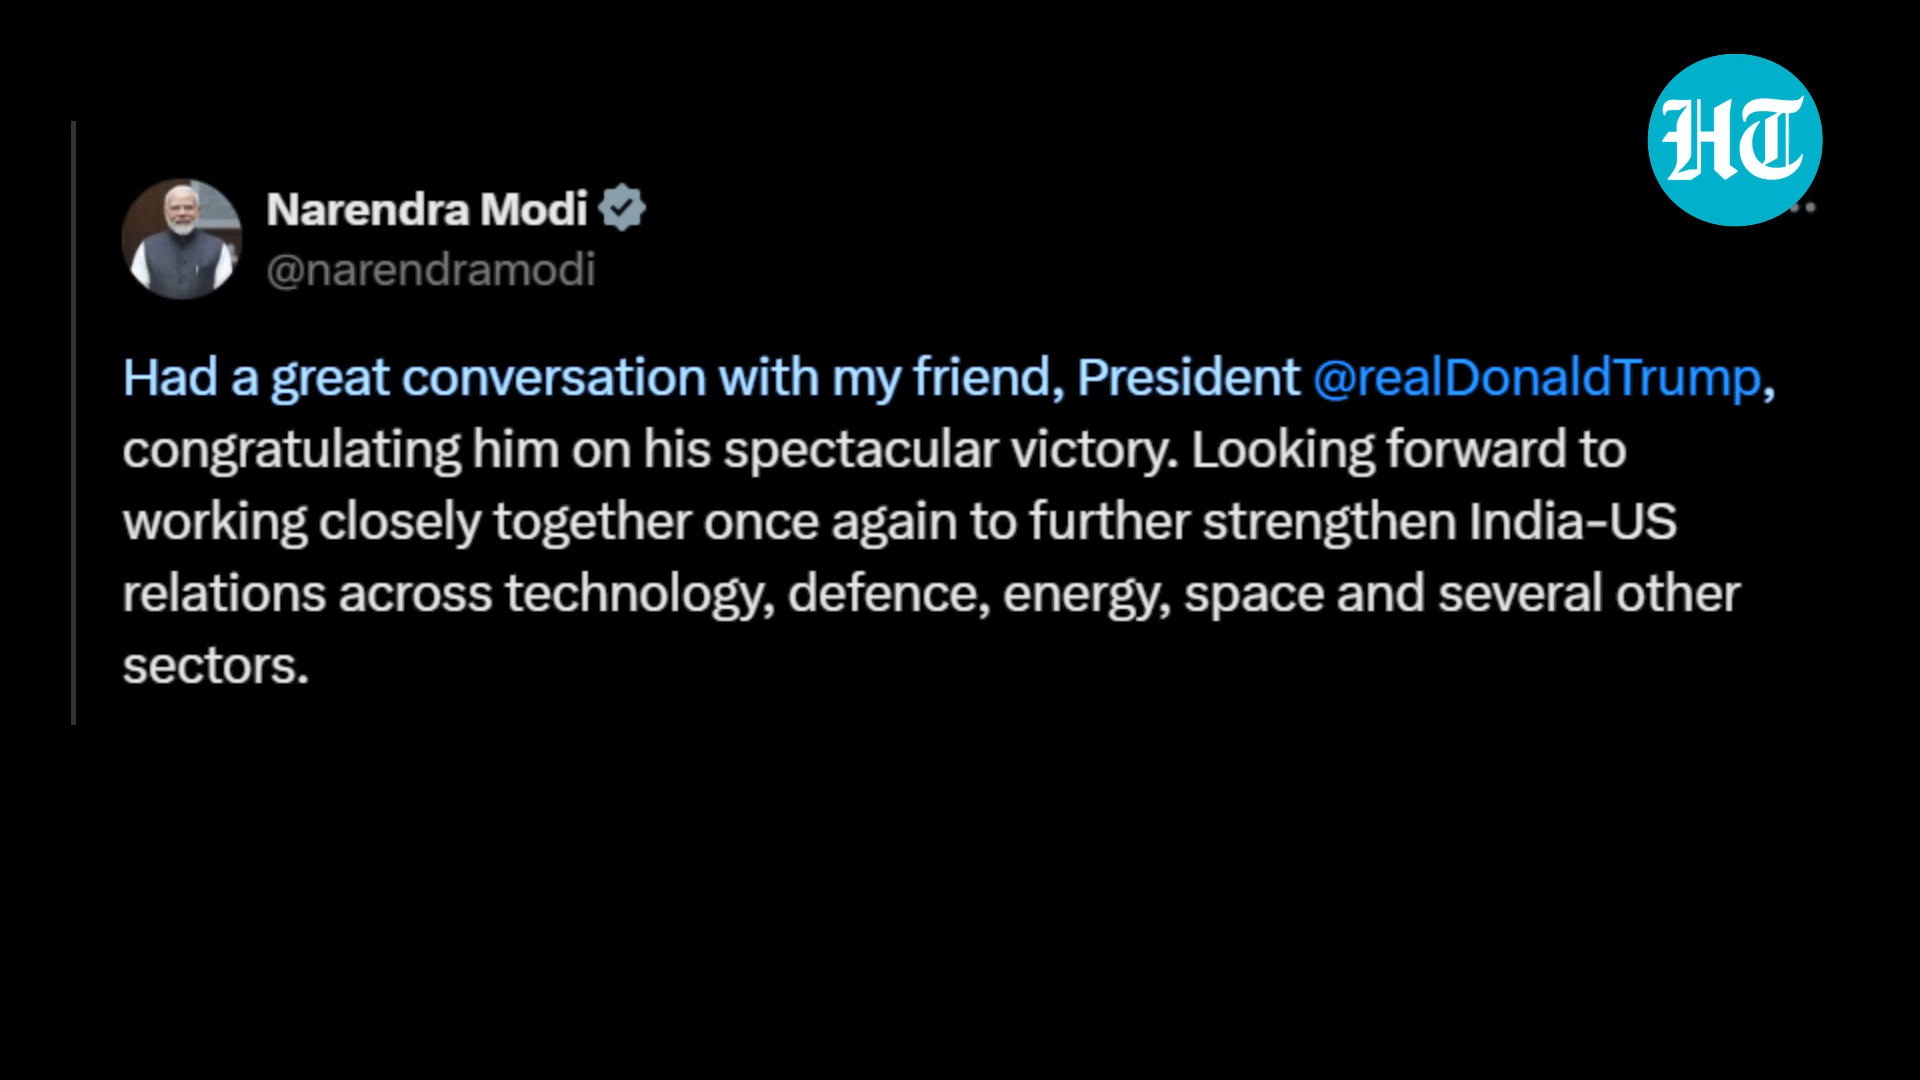 HT
Narendra Modi
@narendramodi
Had a great conversation with my friend, President @realDonaldTrump,
congratulating him on his spectacular victory. Looking forward to
working closely together once again to further strengthen India-US
relations across technology, defence, energy, space and several other
sectors.